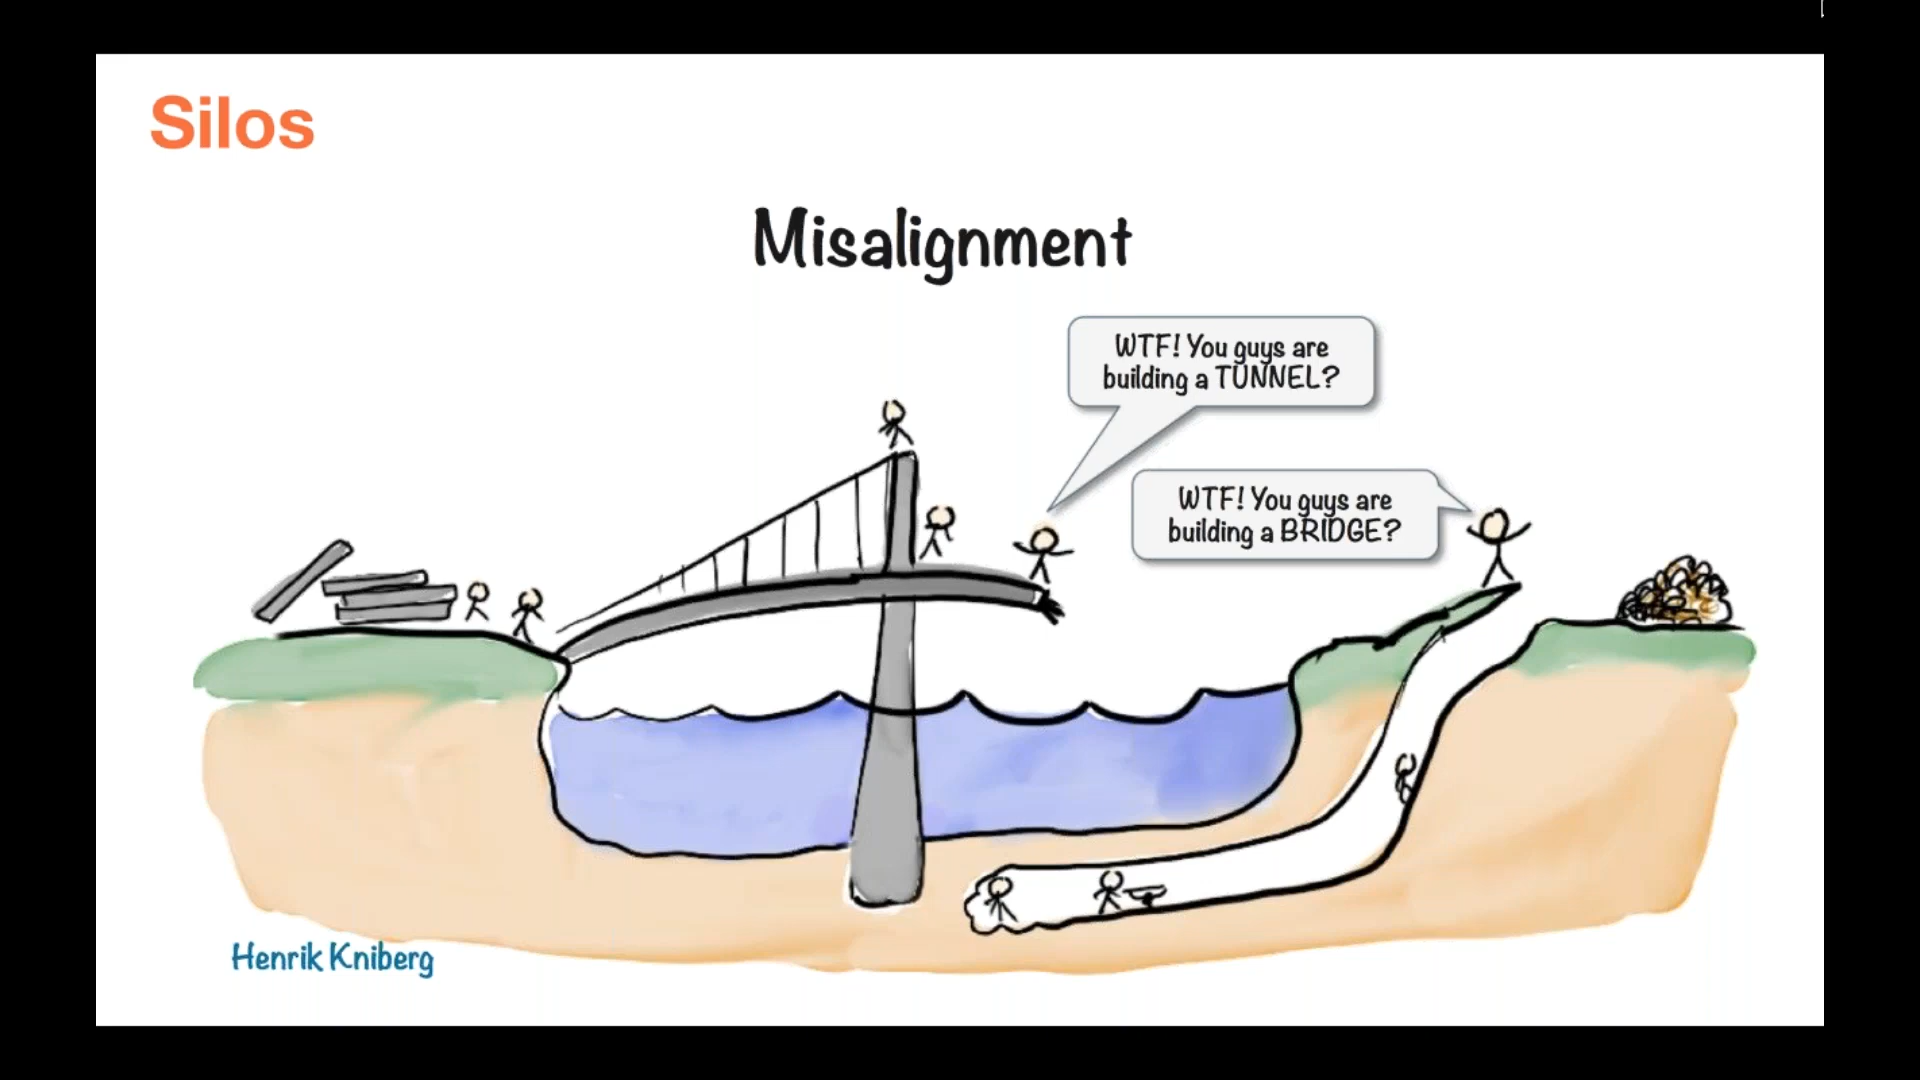 Silos
Misalignment
WTF! You guys are
building a TUNNEL?
WTF! You guys are
building a BRIDGE?
Henrik Kniberg